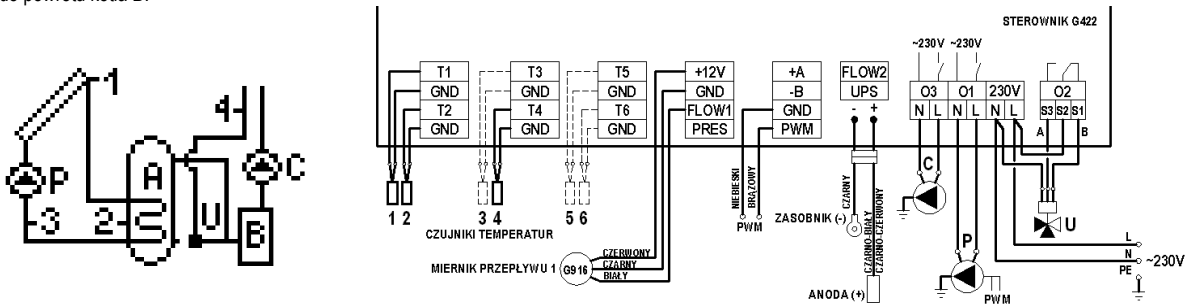 do powrotu kotła B.
STEROWNIK G422
~230V ~230V
T1 T3 T5 +12V +A FLOW2
GND GND GND GND -B UPS
T2 T4 T6 FLOW1 GND
GND GND GND PRES PWM
O3 O1 230V O2
N L N L N L S3 S2 S1
- +
A B
1
4
A
P
C
3
2
U
B
NIEBIESKI
BRĄZOWY
PWM
CZARNY
C
1 2 3 4 5 6
CZUJNIKI TEMPERATUR
ZASOBNIK (-)
U
CZARNO-BIAŁY
CZARNO-CZERWONY
P
L
N
~230V
PE
MIERNIK PRZEPŁYWU 1
G916
CZERWONY
CZARNY
BIAŁY
ANODA (+)
PWM